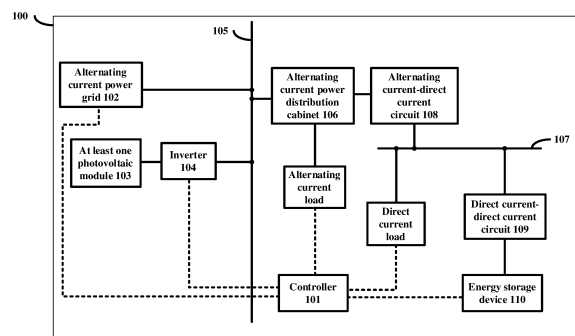 100
105
Alternating
current power
grid 102
Alternating
current power
distribution
cabinet 106
Alternating
current-direct
current
circuit 108
107
At least one
photovoltaic
module 103
Inverter
104
Alternating
current
load
Direct
current
load
Direct current-
direct current
circuit 109
Controller
101
Energy storage
device 110